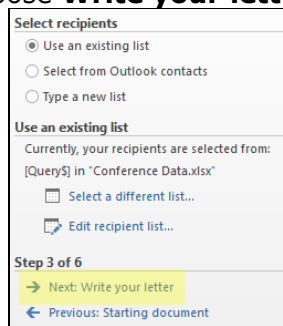 Write your lett
Select recipients
Use an existing list
Select from Outlook contacts
Type a new list
Use an existing list
Currently, your recipients are selected from:
[Query$] in "Conference Data.xlsx"
Select a different list...
Edit recipient list...
Step 3 of 6
Next: Write your letter
Previous: Starting document